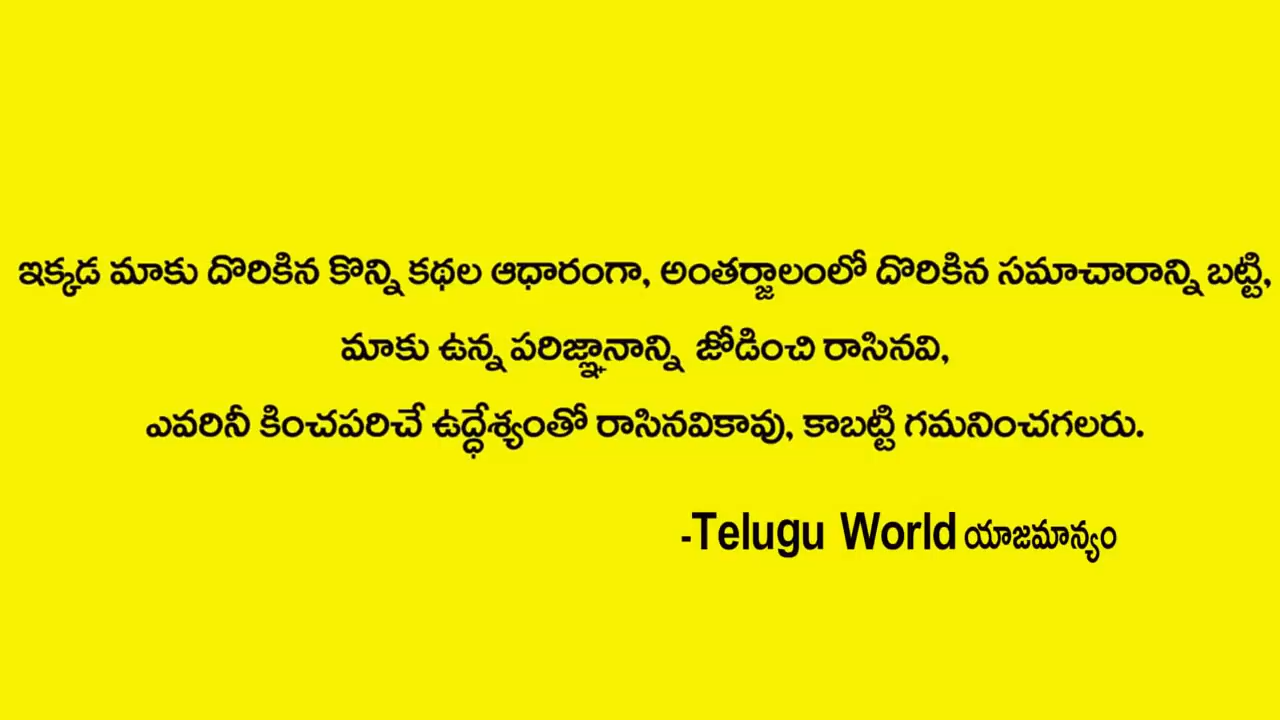 ఇక్కడ మాకు దొరికిన కొన్ని కథల ఆధారంగా, అంతర్జాలంలో దొరికిన సమాచారాన్ని బట్టి,
మాకు ఉన్న పరిజ్ఞానాన్ని జోడించి రాసినవి,
ఎవరినీ కించపరిచే ఉద్ధేశ్యంతో రాసినవికావు, కాబట్టి గమనించగలరు.
-Telugu World యాజమాన్యం